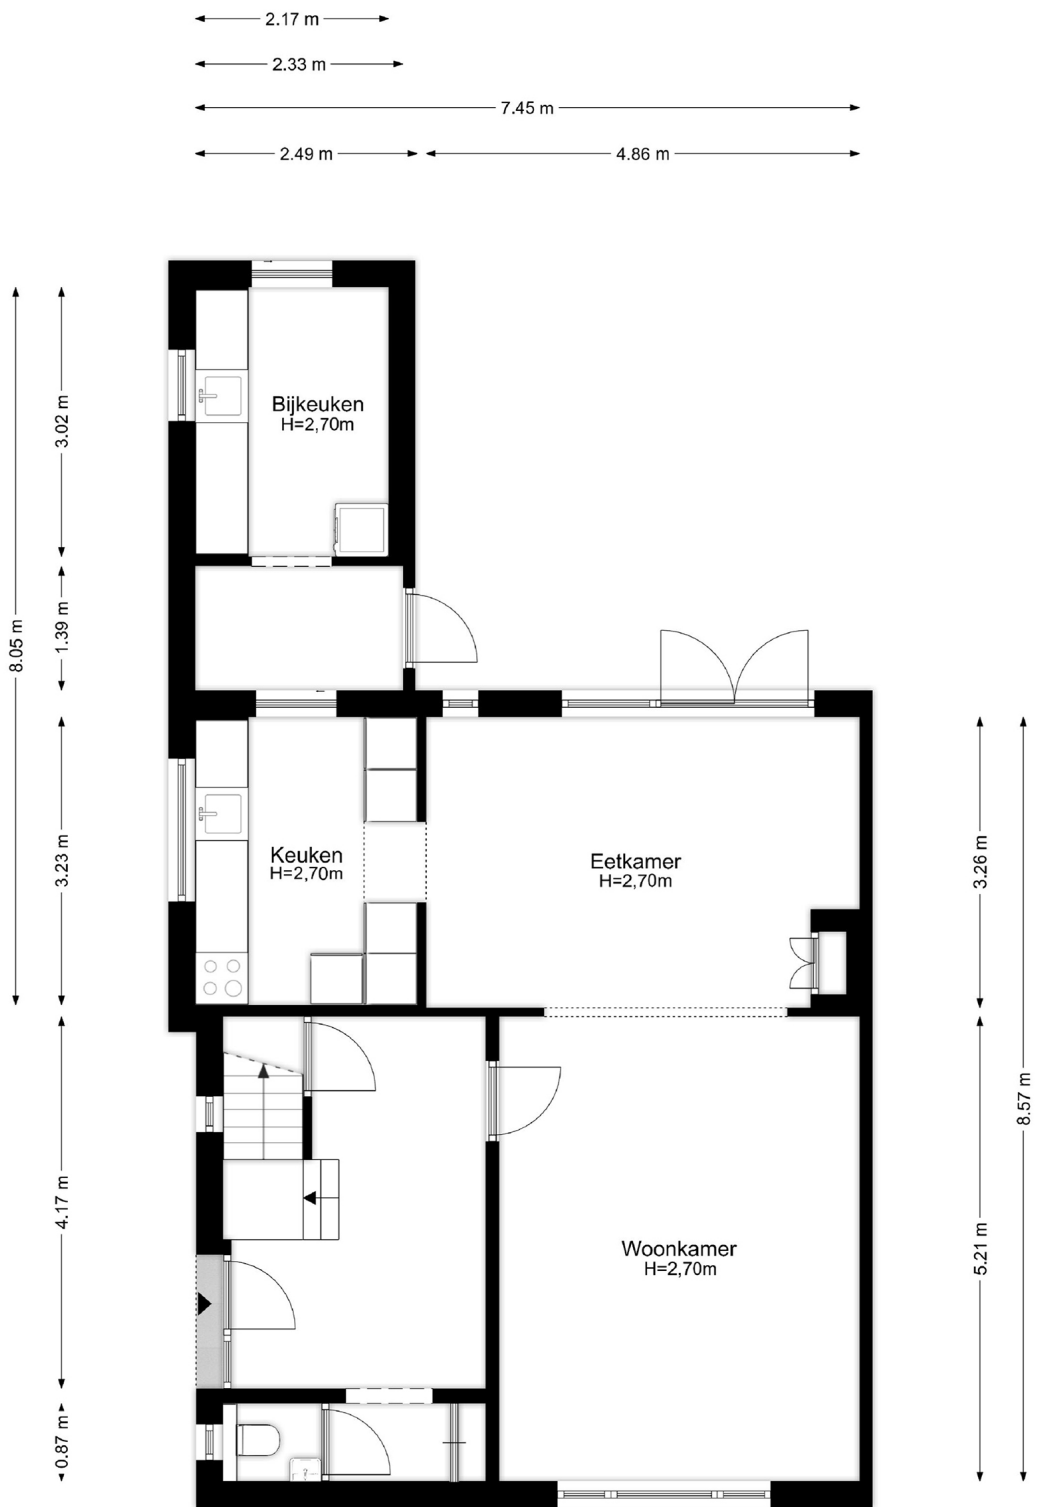 2.17 m
2.33 m
7.45 m
2.49 m
4.86 m
Bijkeuken
H=2,70m
3.02 m
1.39 m
8.05 m
Keuken
H=2,70m
Eetkamer
H=2,70m
3.23 m
3.26 m
8.57 m
4.17 m
Woonkamer
H=2,70m
5.21 m
0.87 m